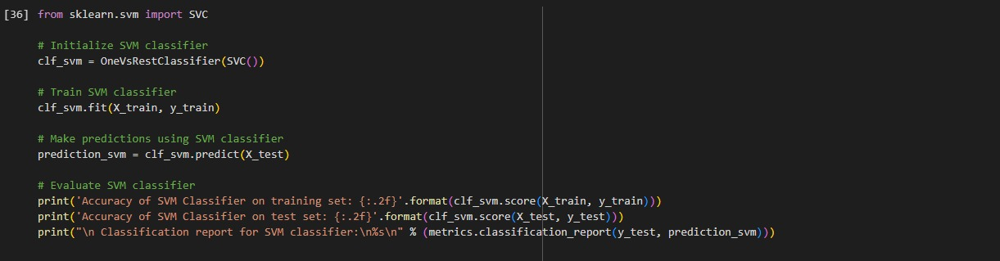 [36] from sklearn.svm import SVC
# Initialize SVM classifier
clf_svm = OneVsRestClassifier(SVC())
# Train SVM classifier
clf_svm.fit(X_train, y_train)
# Make predictions using SVM classifier
prediction_svm = clf_svm.predict(X_test)
# Evaluate SVM classifier
print('Accuracy of SVM Classifier on training set: {:.2f}'.format(clf_svm.score(X_train, y_train)))
print('Accuracy of SVM Classifier on test set: {:.2f}'.format(clf_svm.score(X_test, y_test)))
print("\n Classification report for SVM classifier:\n%s\n" % (metrics.classification_report(y_test, prediction_svm)))